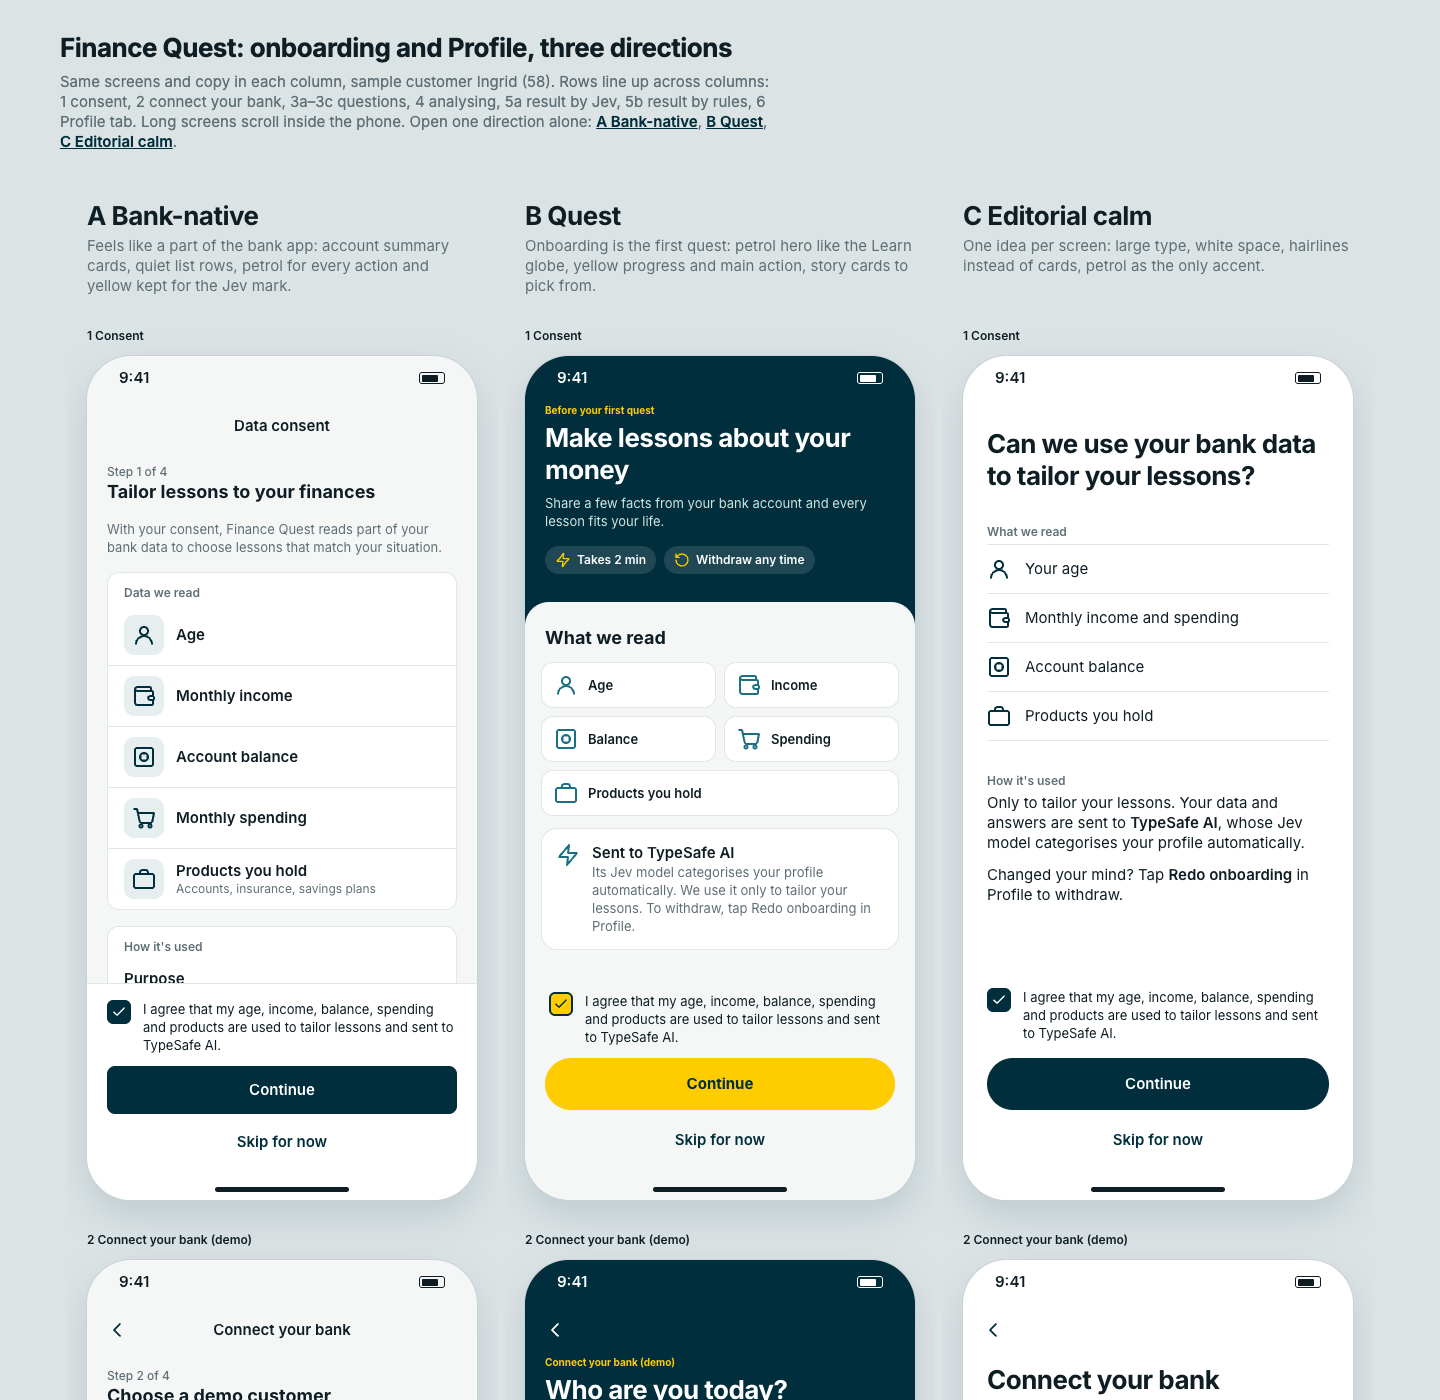 Finance Quest: onboarding and Profile, three directions
Same screens and copy in each column, sample customer Ingrid (58). Rows line up across columns:
1 consent, 2 connect your bank, 3a–3c questions, 4 analysing, 5a result by Jev, 5b result by rules, 6
Profile tab. Long screens scroll inside the phone. Open one direction alone: A Bank-native, B Quest,
C Editorial calm.
A Bank-native
Feels like a part of the bank app: account summary
cards, quiet list rows, petrol for every action and
yellow kept for the Jev mark.
1 Consent
9:41
Data consent
Step 1 of 4
Tailor lessons to your finances
With your consent, Finance Quest reads part of your
bank data to choose lessons that match your situation.
Data we read
Age
Monthly income
Account balance
Monthly spending
Products you hold
Accounts, insurance, savings plans
How it's used
Purpose
I agree that my age, income, balance, spending
and products are used to tailor lessons and sent to
TypeSafe AI.
Continue
Skip for now
2 Connect your bank (demo)
9:41
Connect your bank
Step 2 of 4
Choose a demo customer
B Quest
Onboarding is the first quest: petrol hero like the Learn
globe, yellow progress and main action, story cards to
pick from.
1 Consent
9:41
Before your first quest
Make lessons about your
money
Share a few facts from your bank account and every
lesson fits your life.
Takes 2 min
Withdraw any time
What we read
Age
Income
Balance
Spending
Products you hold
Sent to TypeSafe AI
Its Jev model categorises your profile
automatically. We use it only to tailor your
lessons. To withdraw, tap Redo onboarding in
Profile.
I agree that my age, income, balance, spending
and products are used to tailor lessons and sent
to TypeSafe AI.
Continue
Skip for now
2 Connect your bank (demo)
9:41
Connect your bank (demo)
Who are you today?
C Editorial calm
One idea per screen: large type, white space, hairlines
instead of cards, petrol as the only accent.
1 Consent
9:41
Can we use your bank data
to tailor your lessons?
What we read
Your age
Monthly income and spending
Account balance
Products you hold
How it's used
Only to tailor your lessons. Your data and
answers are sent to TypeSafe AI, whose Jev
model categorises your profile automatically.
Changed your mind? Tap Redo onboarding in
Profile to withdraw.
I agree that my age, income, balance, spending
and products are used to tailor lessons and sent
to TypeSafe AI.
Continue
Skip for now
2 Connect your bank (demo)
9:41
Connect your bank